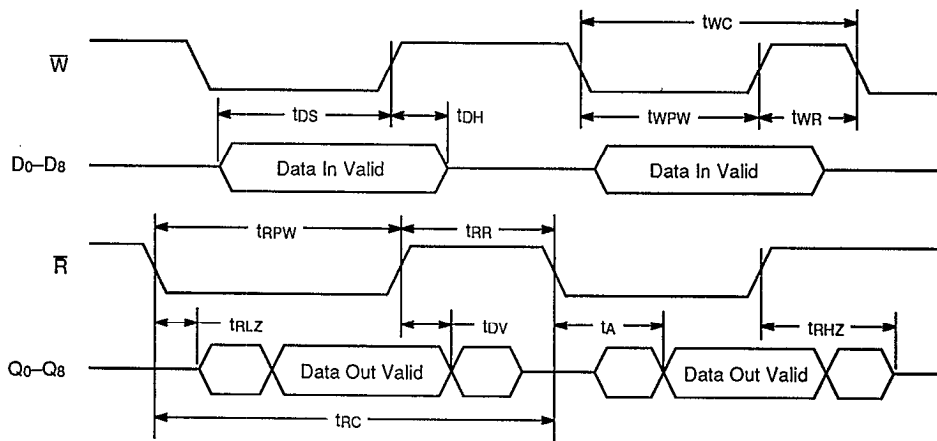 tWC
W
tDS
tDH
tWPW
tWR
D0–D8
Data In Valid
Data In Valid
tRPW
tRR
R
tRLZ
tDV
tA
tRHZ
Q0–Q8
Data Out Valid
Data Out Valid
tRC